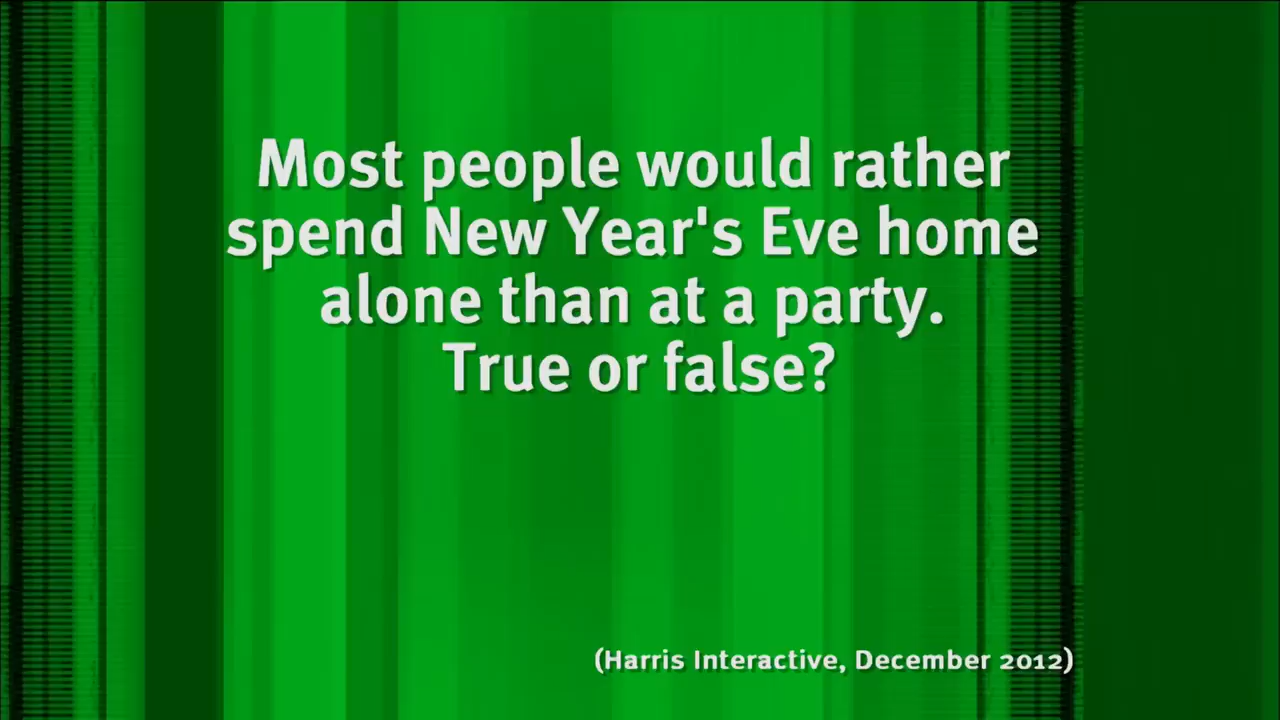 Most people would rather
spend New Year's Eve home
alone than at a party.
True or false?
(Harris Interactive, December 2012)